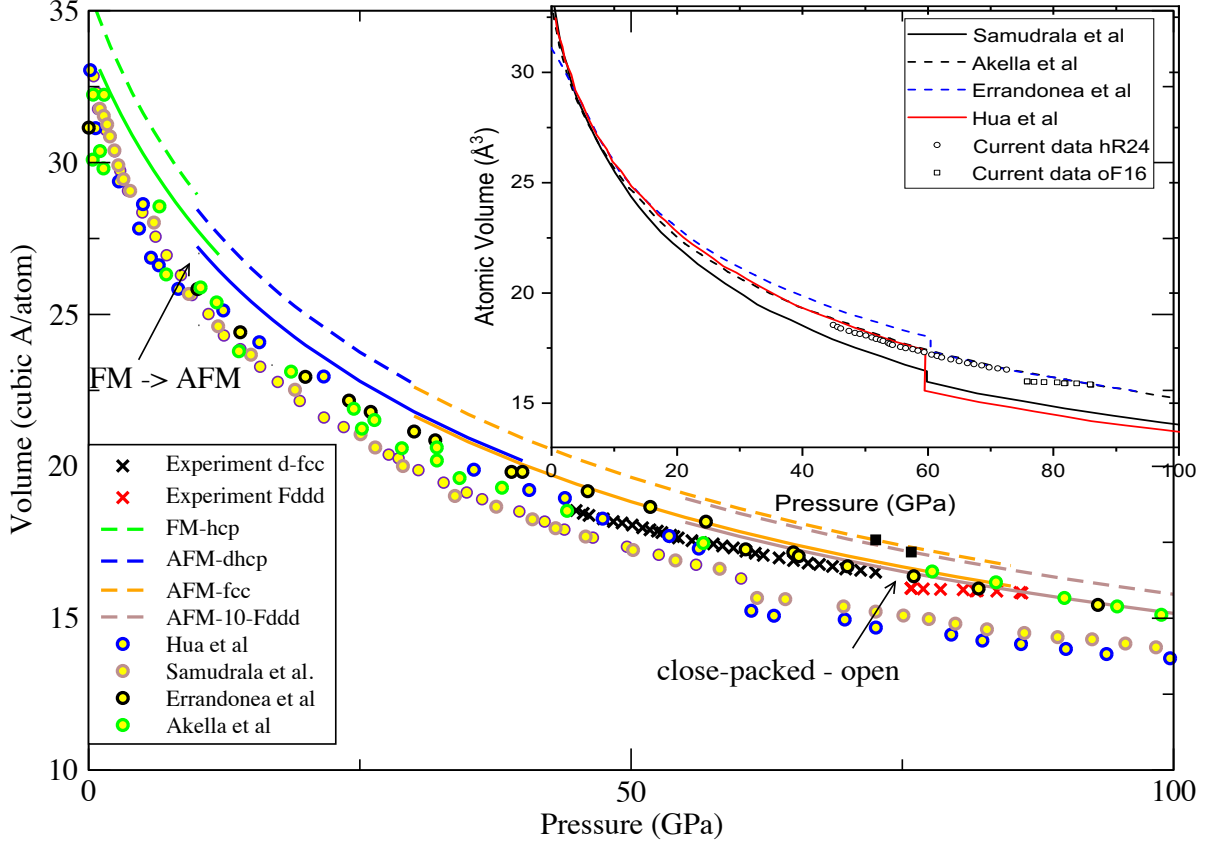 35
30
25
20
15
10
Volume (cubic A/atom)
0
50
100
Pressure (GPa)
FM -> AFM
close-packed - open
Experiment d-fcc
Experiment Fddd
FM-hcp
AFM-dhcp
AFM-fcc
AFM-10-Fddd
Hua et al
Samudrala et al.
Errandonea et al
Akella et al
30
25
20
15
Atomic Volume (Å³)
0
20
40
60
80
100
Pressure (GPa)
Samudrala et al
Akella et al
Errandonea et al
Hua et al
Current data hR24
Current data oF16